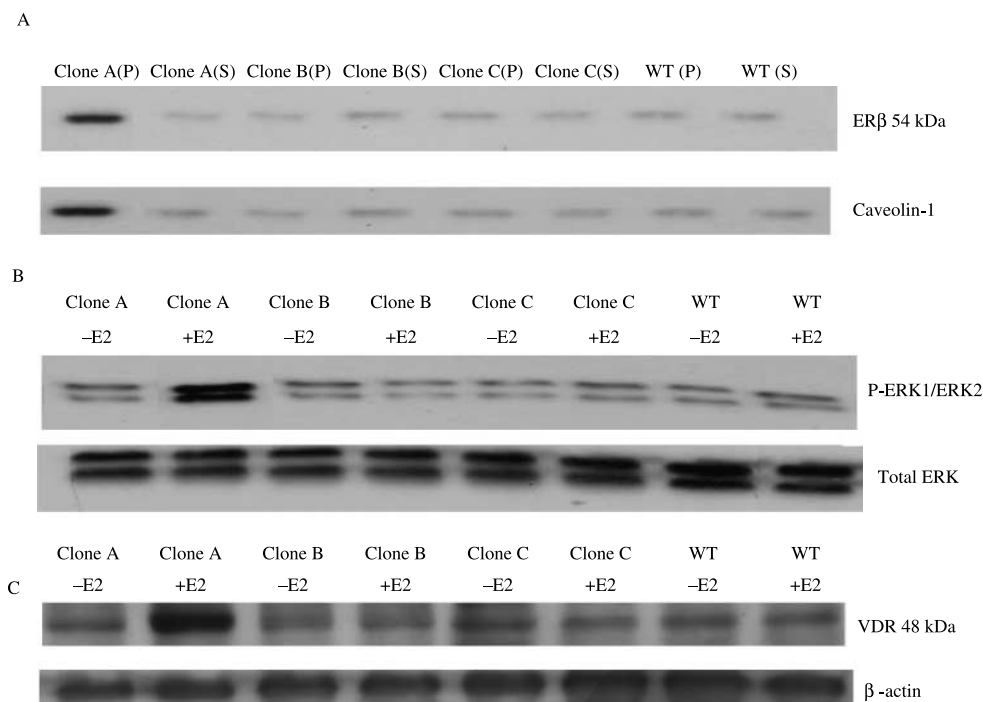 A
Clone A(P) Clone A(S) Clone B(P) Clone B(S) Clone C(P) Clone C(S) WT (P) WT (S)
ERβ 54 kDa
Caveolin-1
B
Clone A Clone A Clone B Clone B Clone C Clone C WT WT
–E2 +E2 –E2 +E2 –E2 +E2 –E2 +E2
P-ERK1/ERK2
Total ERK
Clone A Clone A Clone B Clone B Clone C Clone C WT WT
–E2 +E2 –E2 +E2 –E2 +E2 –E2 +E2
C
VDR 48 kDa
β -actin